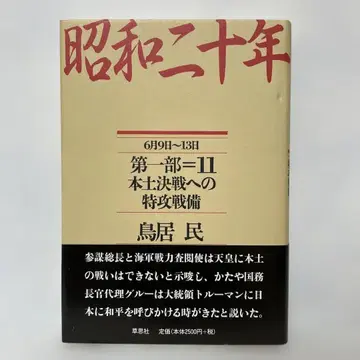 昭和二十年
6月9日〜13日
第一部=11
本土決戦への
特攻戦備
鳥居 民
参謀総長と海軍戦力査閲使は天皇に本土
の戦いはできないと示唆し、かたや国務
長官代理グルーは大統領トルーマンに日
本に和平を呼びかける時がきたと説いた。
草思社 定価(本体2500円+税)